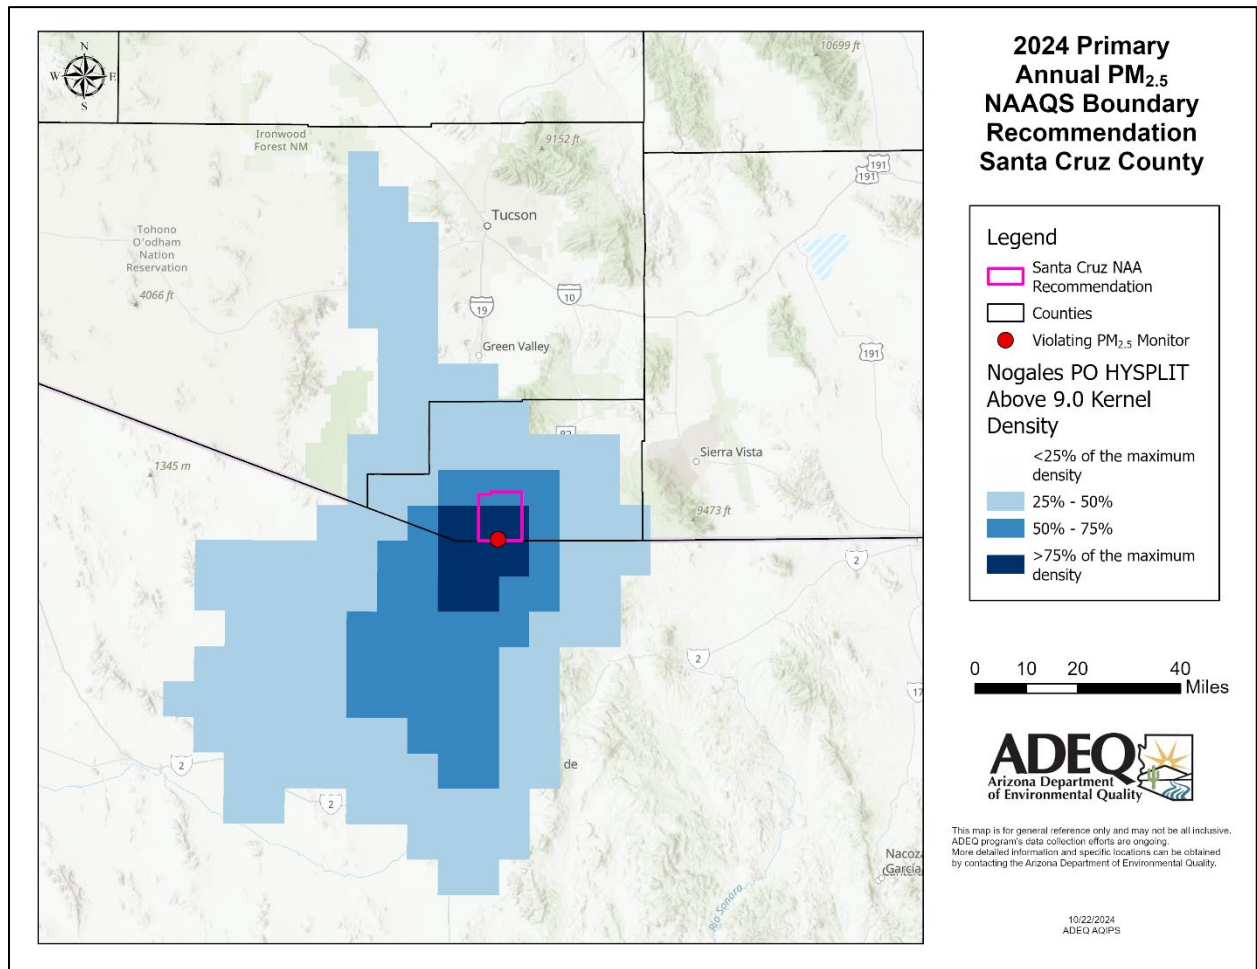 2024 Primary
Annual PM2.5
NAAQS Boundary
Recommendation
Santa Cruz County
Legend
Santa Cruz NAA
Recommendation
Counties
Violating PM2.5 Monitor
Nogales PO HYSPLIT
Above 9.0 Kernel
Density
<25% of the maximum
density
25% - 50%
50% - 75%
>75% of the maximum
density
0 10 20 40
Miles
ADEQ
Arizona Department
of Environmental Quality
This map is for general reference only and may not be all inclusive.
ADEQ program's data collection efforts are ongoing.
More detailed information and specific locations can be obtained
by contacting the Arizona Department of Environmental Quality.
10/22/2024
ADEQ AQIPS
N
W E
S
10699 ft
Ironwood
Forest NM
9152 ft
191
191
191
Tucson
Tohono
O'odham
Nation
Reservation
4066 ft
10
19
Green Valley
191
82
Sierra Vista
1345 m
9473 ft
2
2
17
2
de
2
Nacoza
García
Rio Sonora